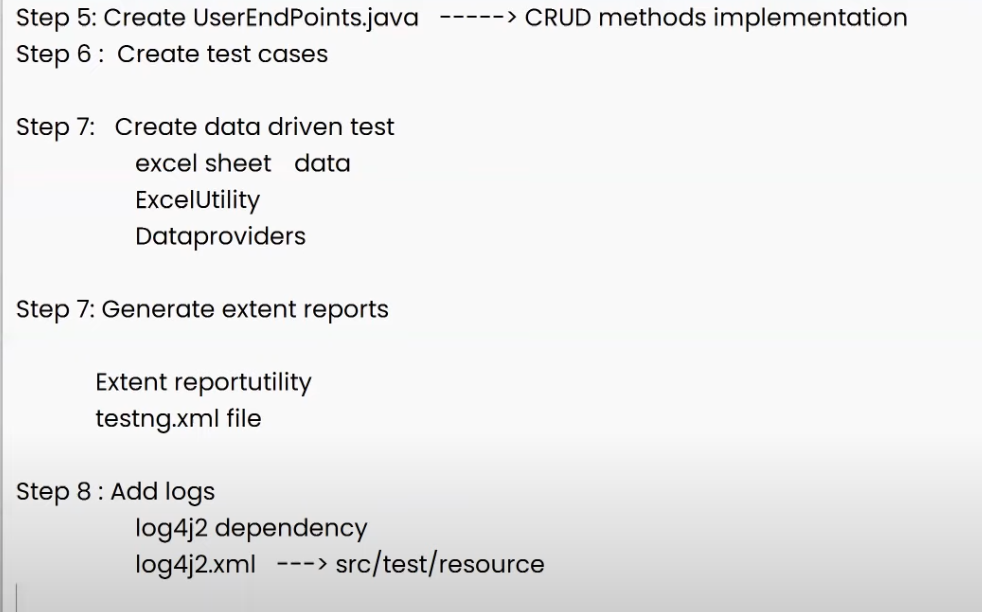 Step 5: Create UserEndPoints.java -----> CRUD methods implementation
Step 6 : Create test cases
Step 7: Create data driven test
excel sheet data
ExcelUtility
Dataproviders
Step 7: Generate extent reports
Extent reportutility
testng.xml file
Step 8 : Add logs
log4j2 dependency
log4j2.xml ---> src/test/resource